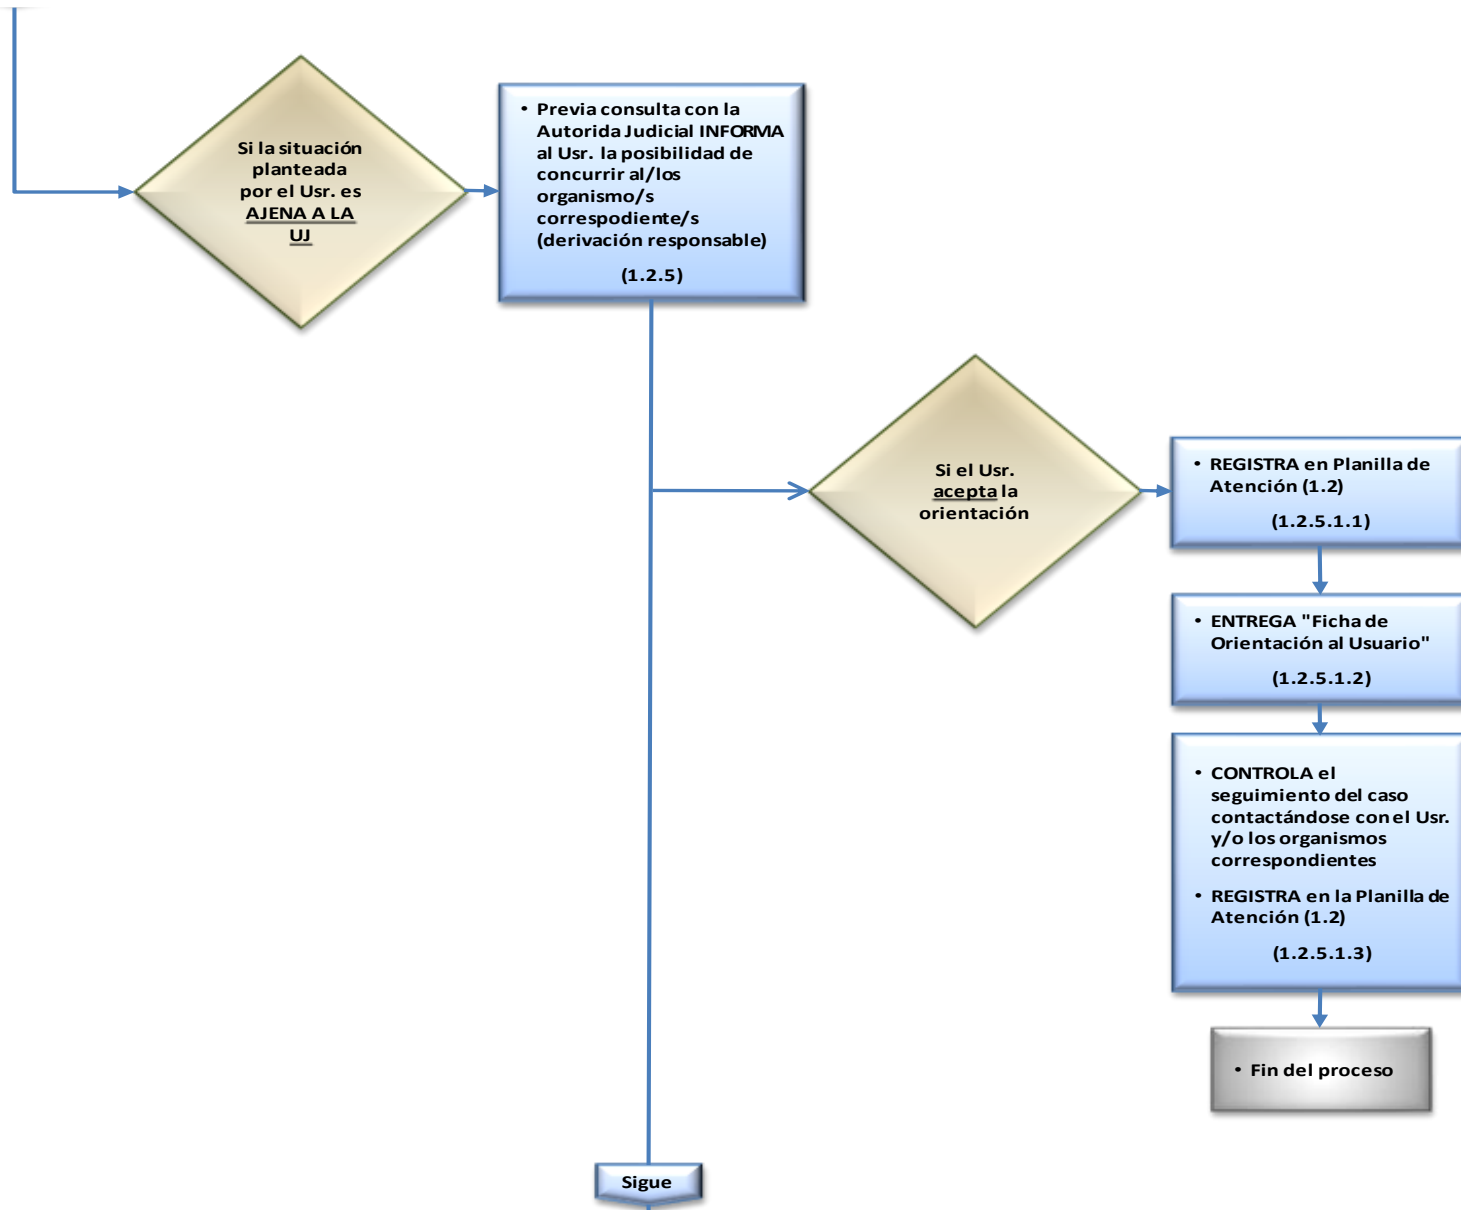 Si la situación
planteada
por el Usr. es
AJENA A LA
UJ
• Previa consulta con la
Autorida Judicial INFORMA
al Usr. la posibilidad de
concurrir al/los
organismo/s
correspodiente/s
(derivación responsable)
(1.2.5)
Si el Usr.
acepta la
orientación
• REGISTRA en Planilla de
Atención (1.2)
(1.2.5.1.1)
• ENTREGA "Ficha de
Orientación al Usuario"
(1.2.5.1.2)
• CONTROLA el
seguimiento del caso
contactándose con el Usr.
y/o los organismos
correspondientes
• REGISTRA en la Planilla de
Atención (1.2)
(1.2.5.1.3)
• Fin del proceso
Sigue